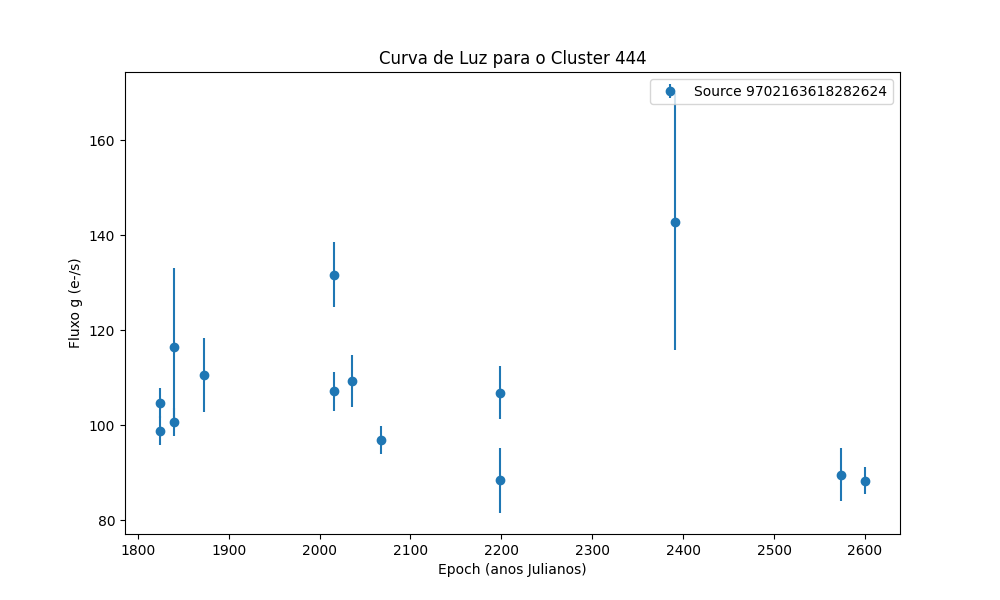 Curva de Luz para o Cluster 444
Source 9702163618282624
160
140
120
100
80
Fluxo g (e-/s)
1800 1900 2000 2100 2200 2300 2400 2500 2600
Epoch (anos Julianos)